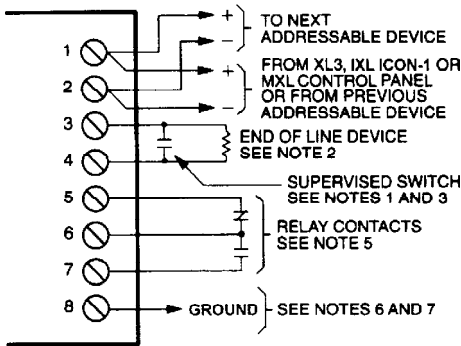 +
−
TO NEXT
ADDRESSABLE DEVICE
1
2
+
−
FROM XL3, IXL ICON-1 OR
MXL CONTROL PANEL
OR FROM PREVIOUS
ADDRESSABLE DEVICE
3
4
END OF LINE DEVICE
SEE NOTE 2
SUPERVISED SWITCH
SEE NOTES 1 AND 3
5
6
7
RELAY CONTACTS
SEE NOTE 5
8
GROUND
SEE NOTES 6 AND 7